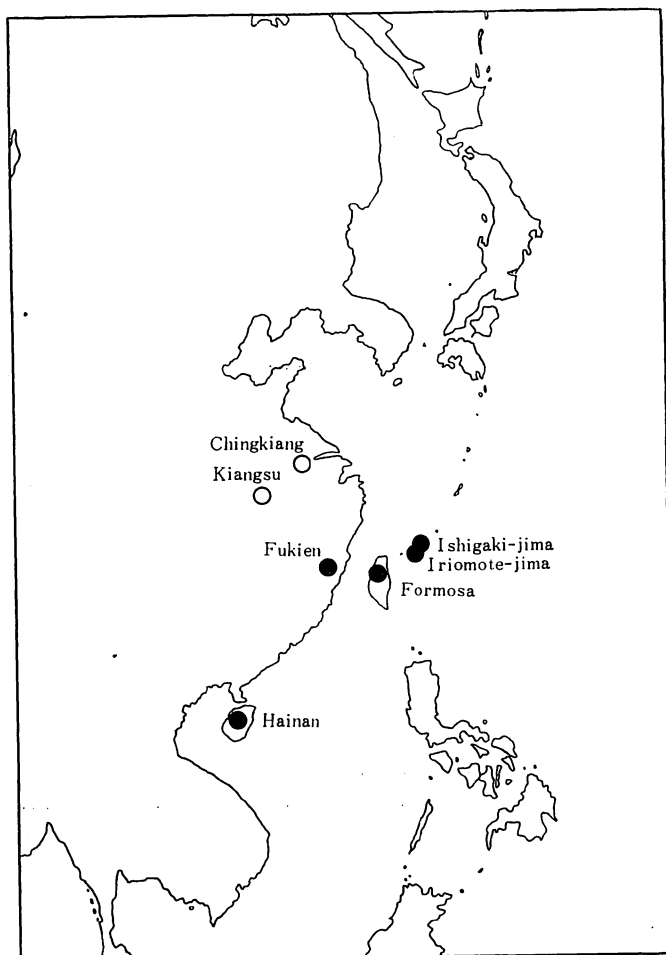 Chingkiang
Kiangsu
Fukien
Ishigaki-jima
Iriomote-jima
Formosa
Hainan